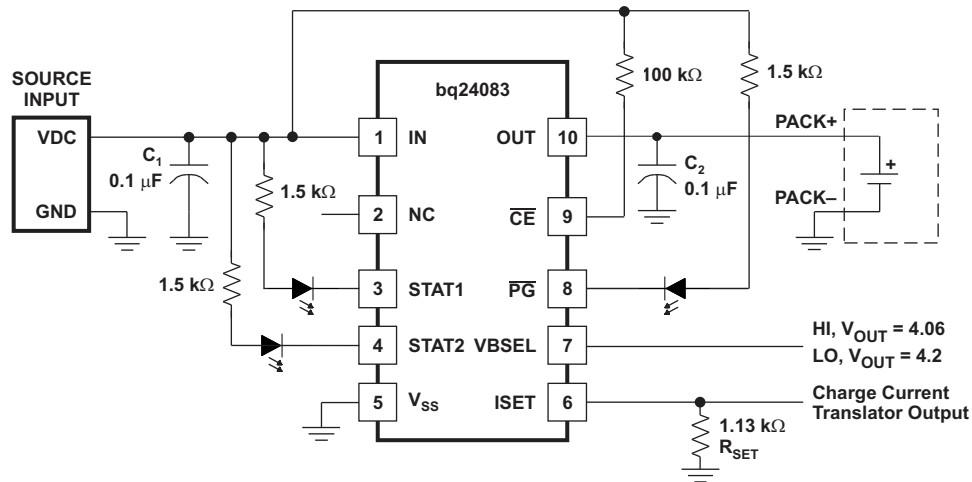 SOURCE
INPUT
VDC
GND
C1
0.1 μF
1.5 kΩ
1.5 kΩ
bq24083
1
IN
2
NC
3
STAT1
4
STAT2
5
VSS
OUT
10
CE
9
PG
8
VBSEL
7
ISET
6
100 kΩ
1.5 kΩ
C2
0.1 μF
PACK+
+
PACK–
HI, VOUT = 4.06
LO, VOUT = 4.2
Charge Current
Translator Output
1.13 kΩ
RSET